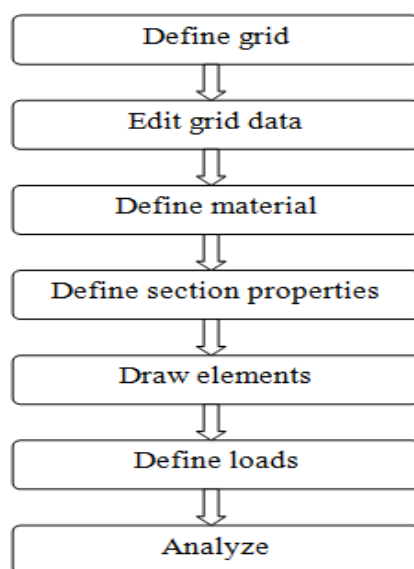 Define grid
Edit grid data
Define material
Define section properties
Draw elements
Define loads
Analyze